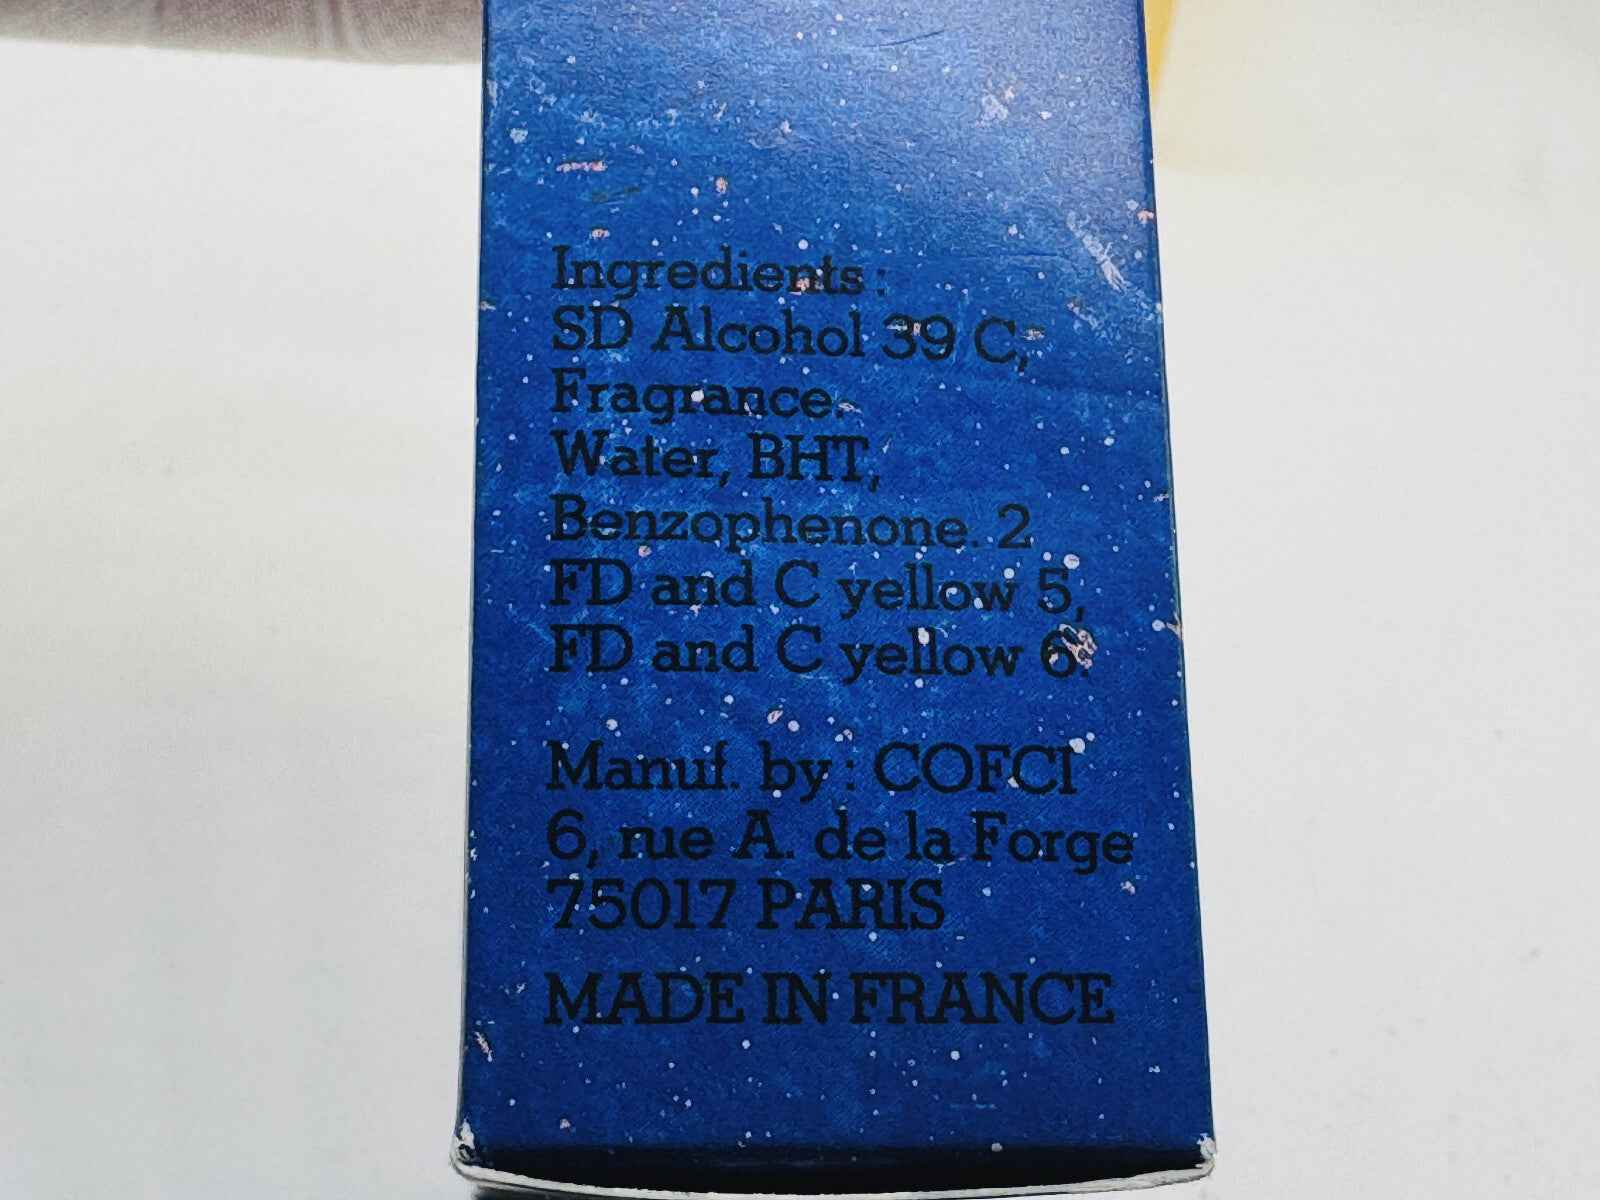 Ingredients :
SD Alcohol 39 C,
Fragrance.
Water, BHT,
Benzophenone. 2
FD and C yellow 5,
FD and C yellow 6.
Manuf. by : COFCI
6, rue A. de la Forge
75017 PARIS
MADE IN FRANCE